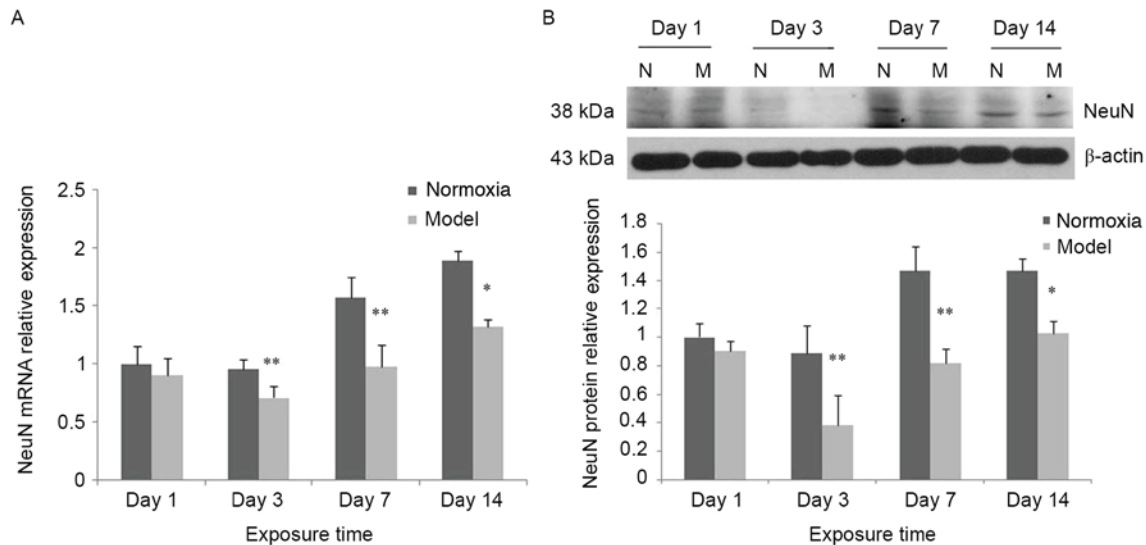 A
B
Day 1 Day 3 Day 7 Day 14
N M N M N M N M
38 kDa NeuN
43 kDa β-actin
NeuN mRNA relative expression
2.5
2
1.5
1
0.5
0
Normoxia
Model
**
**
*
Day 1 Day 3 Day 7 Day 14
Exposure time
NeuN protein relative expression
1.8
1.6
1.4
1.2
1
0.8
0.6
0.4
0.2
0
Normoxia
Model
**
**
*
Day 1 Day 3 Day 7 Day 14
Exposure time